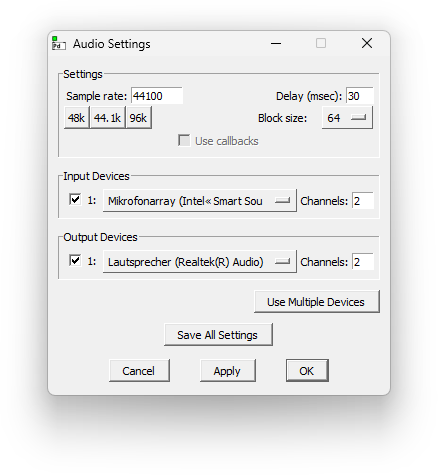 Pd Audio Settings
Settings
Sample rate: 44100 Delay (msec): 30
48k 44.1k 96k Block size: 64
Use callbacks
Input Devices
1: Mikrofonarray (Intel« Smart Sou Channels: 2
Output Devices
1: Lautsprecher (Realtek(R) Audio) Channels: 2
Use Multiple Devices
Save All Settings
Cancel Apply OK